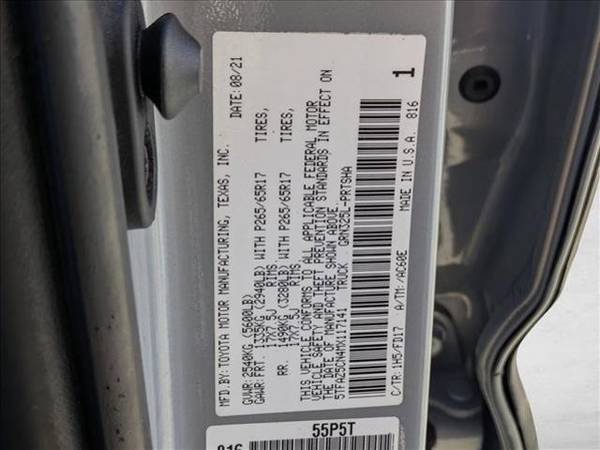 MFD.BY: TOYOTA MOTOR MANUFACTURING, TEXAS, INC. DATE: 08/21
GVWR: 2540KG (5600LB)
GAWR: FRT. 1335KG (2940LB) WITH P265/65R17 TIRES,
17X7.5J RIMS
RR. 1490KG (3280LB) WITH P265/65R17 TIRES,
17X7.5J RIMS
THIS VEHICLE CONFORMS TO ALL APPLICABLE FEDERAL MOTOR
VEHICLE SAFETY AND THEFT PREVENTION STANDARDS IN EFFECT ON
THE DATE OF MANUFACTURE SHOWN ABOVE.
5TFAZ5CN4MX117141 TRUCK GRN325L-PRTSHA
C/TR: 1H5/FD17 A/TM: /AC60E MADE IN U.S.A. 816
1
55P5T
816